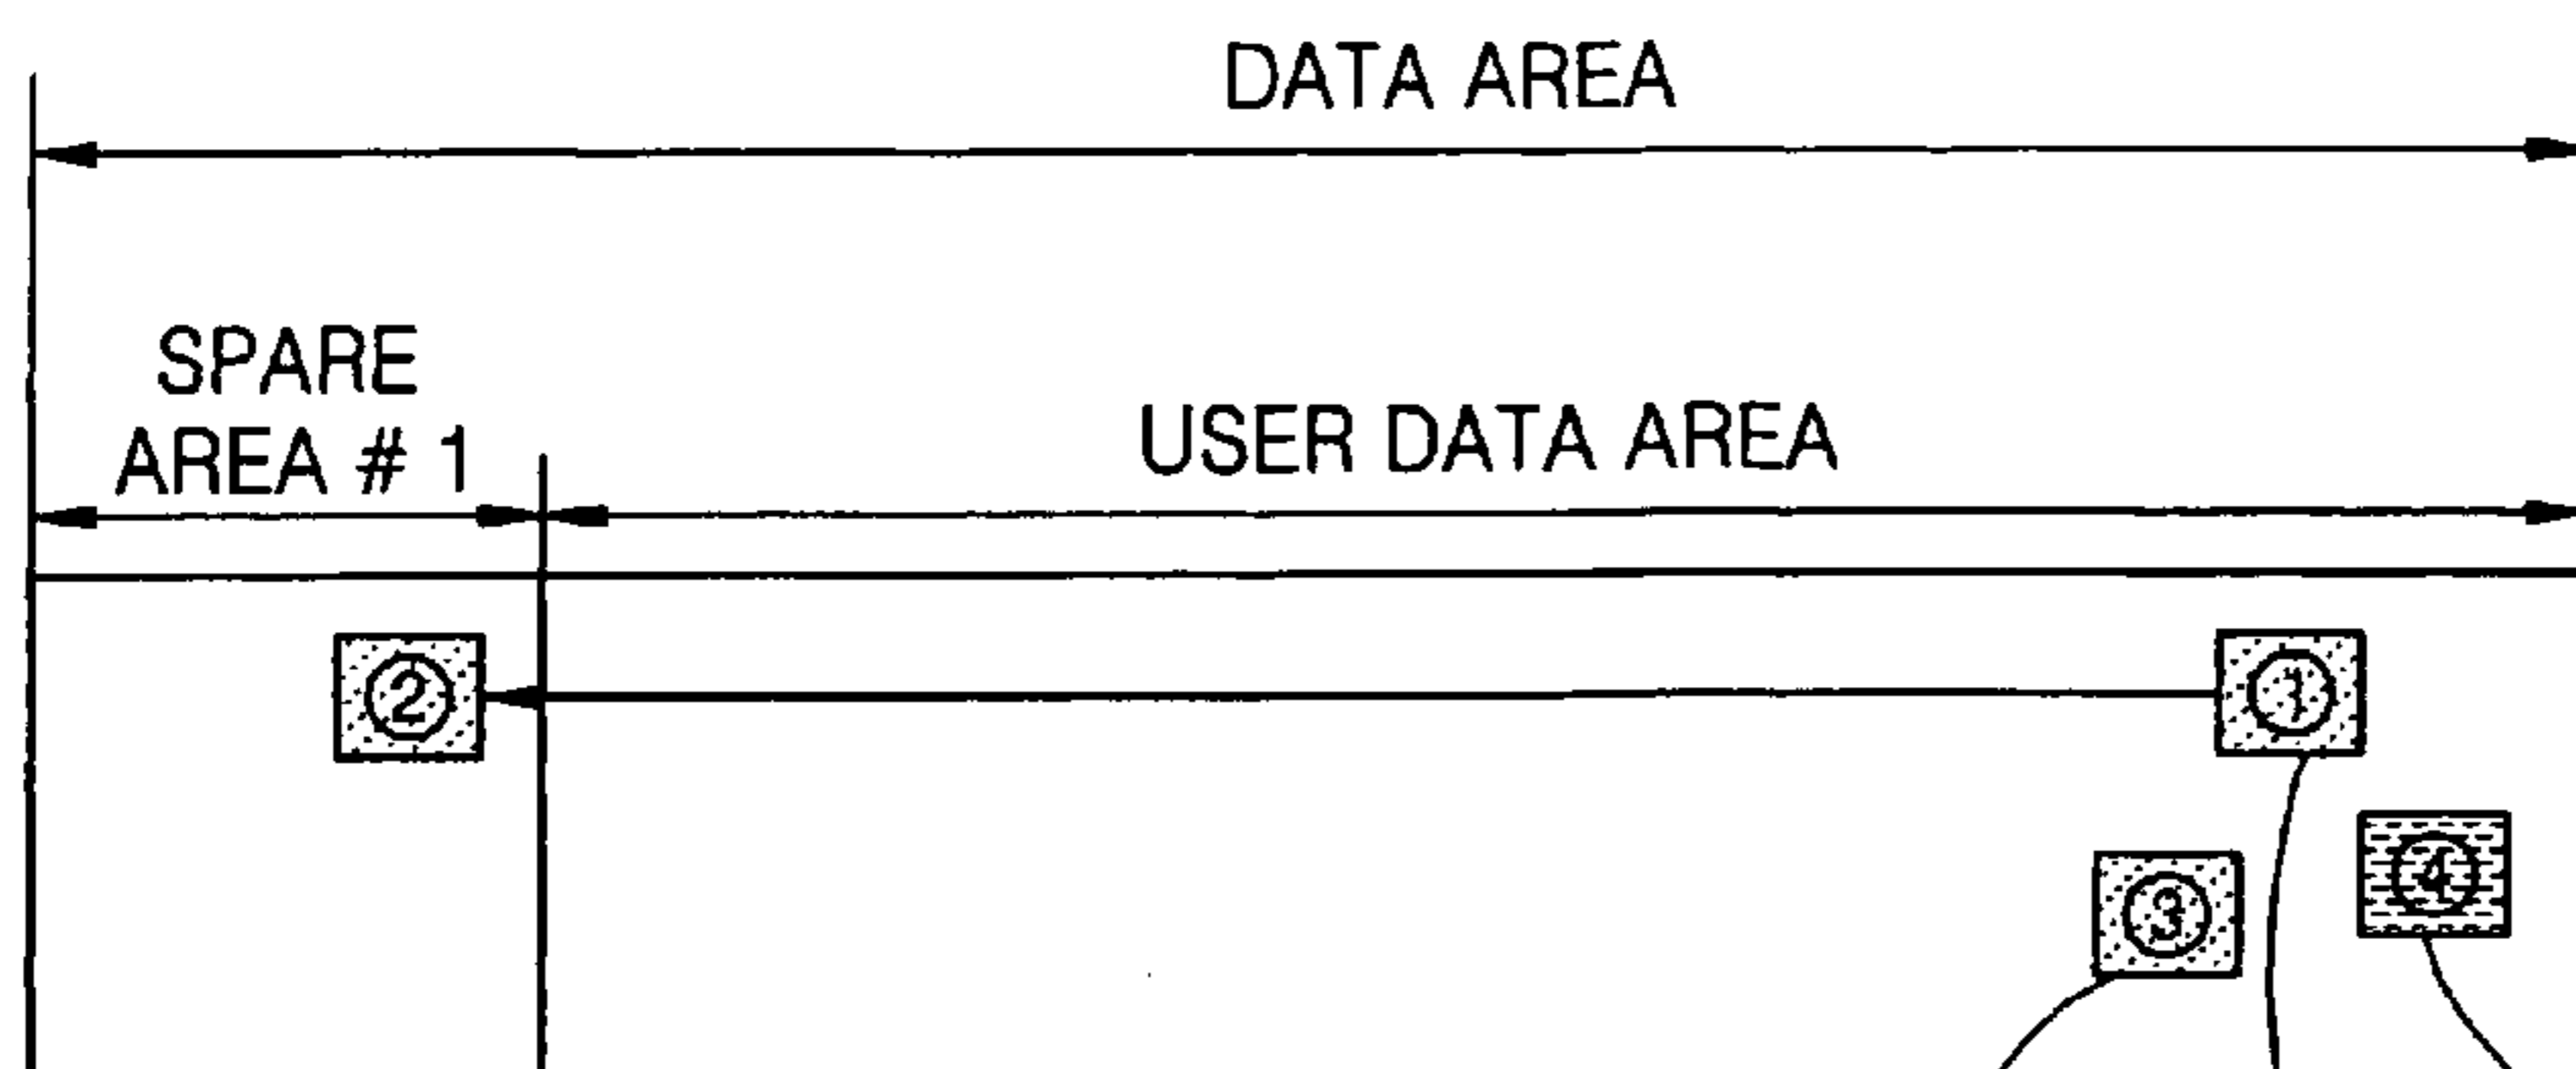 DATA AREA
SPARE
AREA # 1
USER DATA AREA
② ①
③ ④